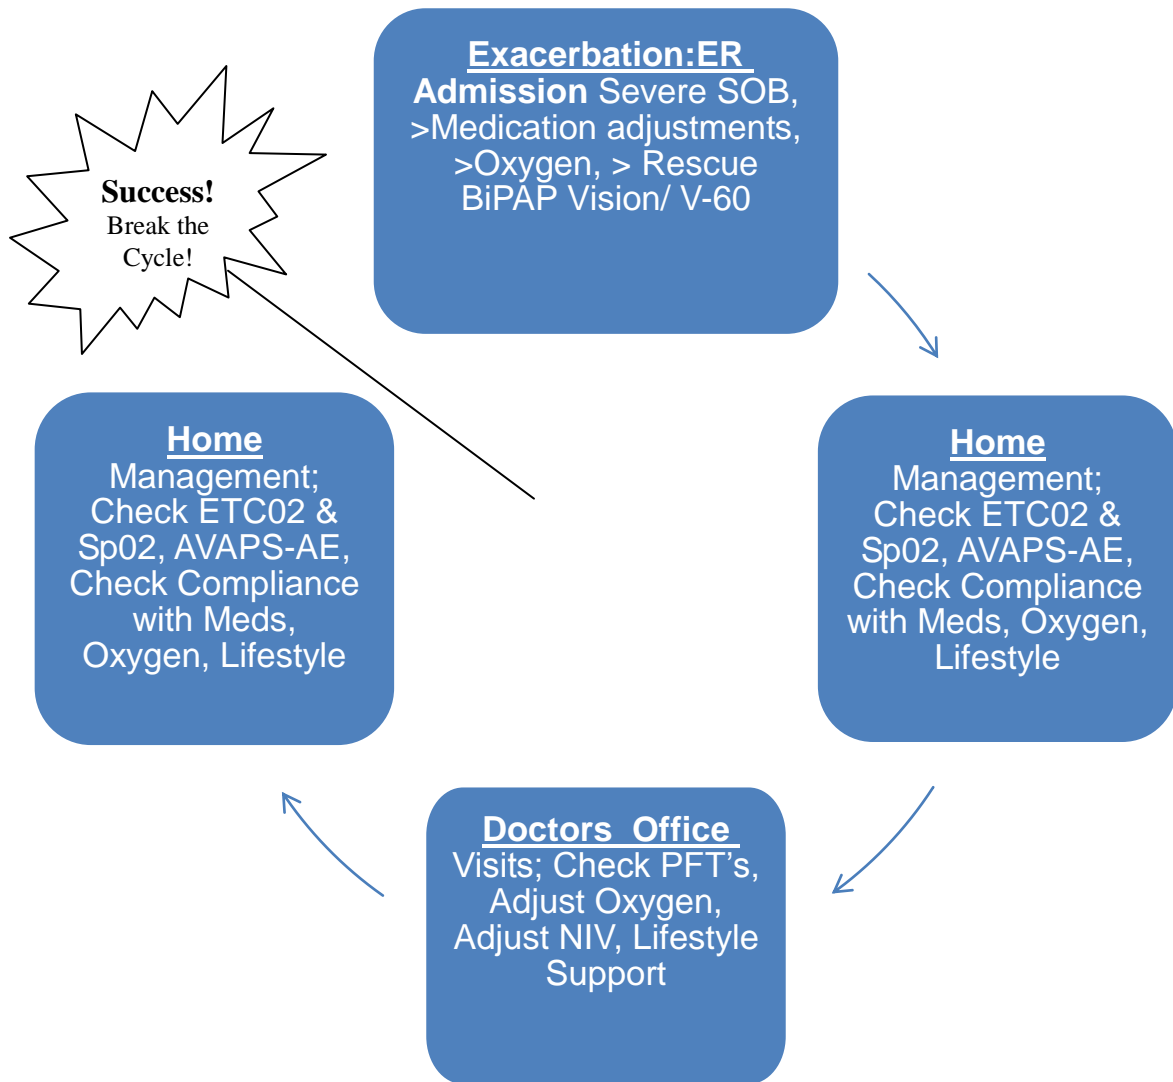 Exacerbation:ER
Admission Severe SOB,
>Medication adjustments,
>Oxygen, > Rescue
BiPAP Vision/ V-60
Success!
Break the
Cycle!
Home
Management;
Check ETC02 &
Sp02, AVAPS-AE,
Check Compliance
with Meds,
Oxygen, Lifestyle
Home
Management;
Check ETC02 &
Sp02, AVAPS-AE,
Check Compliance
with Meds, Oxygen,
Lifestyle
Doctors Office
Visits; Check PFT’s,
Adjust Oxygen,
Adjust NIV, Lifestyle
Support